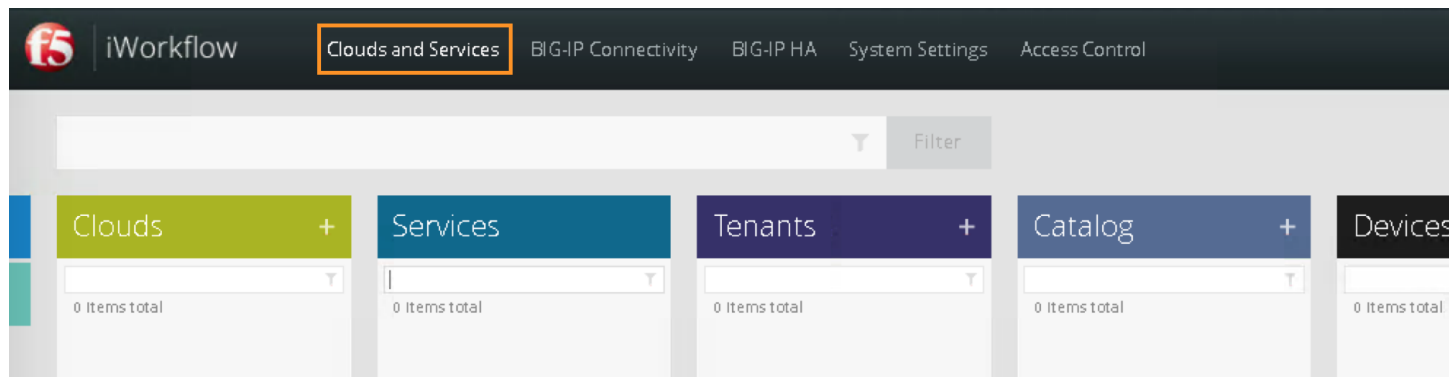 f5 iWorkflow Clouds and Services BIG-IP Connectivity BIG-IP HA System Settings Access Control
Filter
Clouds + Services Tenants + Catalog + Devices
0 Items total 0 Items total 0 Items total 0 Items total 0 Items total